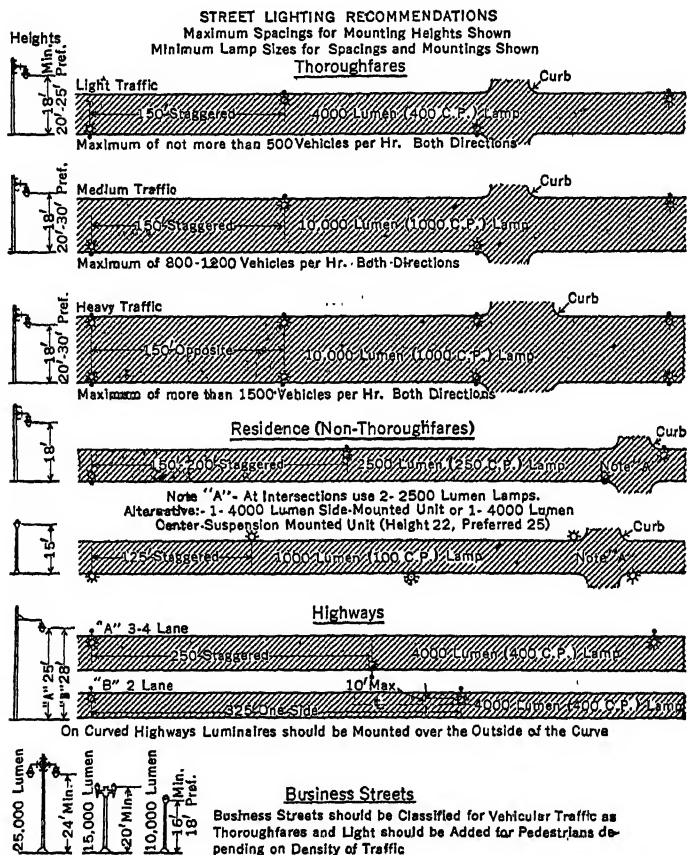 STREET LIGHTING RECOMMENDATIONS
Maximum Spacings for Mounting Heights Shown
Minimum Lamp Sizes for Spacings and Mountings Shown
Heights
Thoroughfares
18' Min.
20'-25' Pref.
Light Traffic
Curb
150' Staggered
4000 Lumen (400 C.P.) Lamp
Maximum of not more than 500 Vehicles per Hr. Both Directions
18'
20'-30' Pref.
Medium Traffic
Curb
150' Staggered
10,000 Lumen (1000 C.P.) Lamp
Maximum of 800-1200 Vehicles per Hr. Both Directions
18'
20'-30' Pref.
Heavy Traffic
Curb
150' Opposite
10,000 Lumen (1000 C.P.) Lamp
Maximum of more than 1500 Vehicles per Hr. Both Directions
Residence (Non-Thoroughfares)
Curb
18'
150'-200' Staggered
2500 Lumen (250 C.P.) Lamp
Note "A"
Note "A" - At Intersections use 2- 2500 Lumen Lamps.
Alternative:- 1- 4000 Lumen Side-Mounted Unit or 1- 4000 Lumen
Center-Suspension Mounted Unit (Height 22, Preferred 25)
Curb
15'
125' Staggered
1000 Lumen (100 C.P.) Lamp
Note "A"
Highways
"A" 3-4 Lane
250' Staggered
4000 Lumen (400 C.P.) Lamp
"A" 25'
"B" 28'
"B" 2 Lane
10' Max.
325 One Side
4000 Lumen (400 C.P.) Lamp
On Curved Highways Luminaires should be Mounted over the Outside of the Curve
25,000 Lumen
24' Min.
15,000 Lumen
20' Min.
10,000 Lumen
16' Min.
18' Pref.
Business Streets
Business Streets should be Classified for Vehicular Traffic as
Thoroughfares and Light should be Added for Pedestrians de-
pending on Density of Traffic